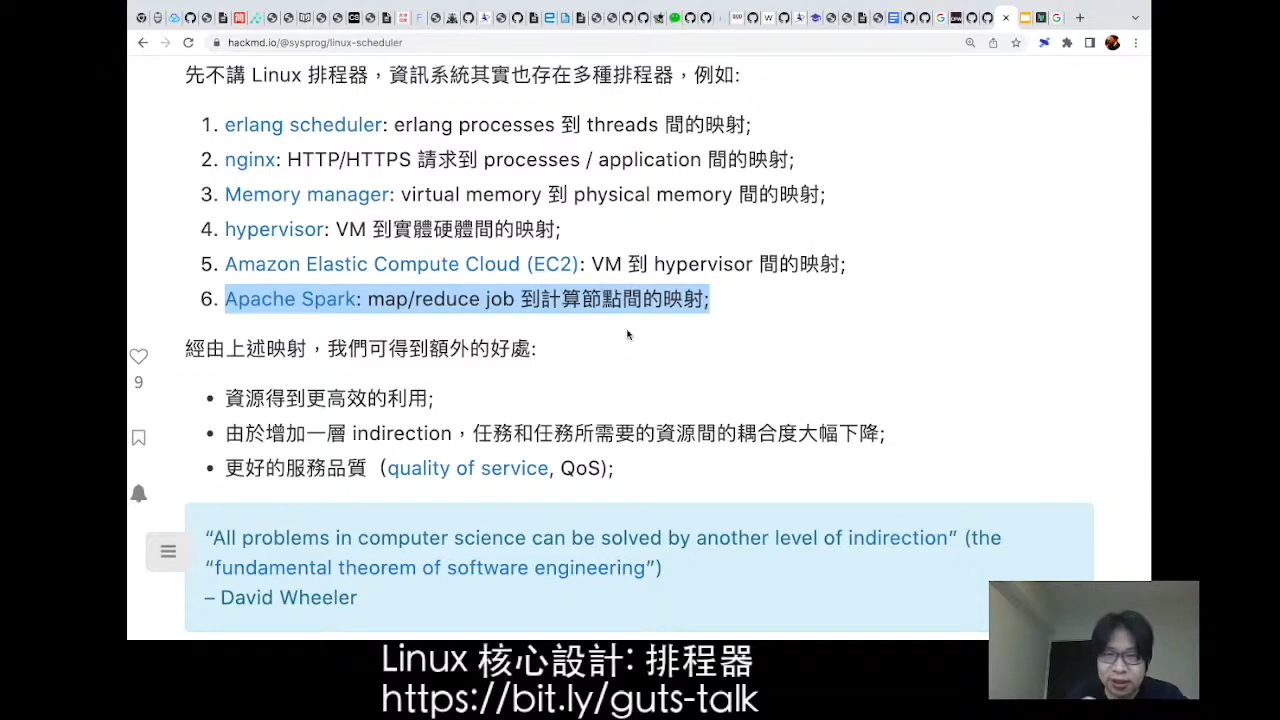 hackmd.io/@sysprog/linux-scheduler
先不講 Linux 排程器，資訊系統其實也存在多種排程器，例如:
1. erlang scheduler: erlang processes 到 threads 間的映射;
2. nginx: HTTP/HTTPS 請求到 processes / application 間的映射;
3. Memory manager: virtual memory 到 physical memory 間的映射;
4. hypervisor: VM 到實體硬體間的映射;
5. Amazon Elastic Compute Cloud (EC2): VM 到 hypervisor 間的映射;
6. Apache Spark: map/reduce job 到計算節點間的映射;
經由上述映射，我們可得到額外的好處:
9
• 資源得到更高效的利用;
• 由於增加一層 indirection，任務和任務所需要的資源間的耦合度大幅下降;
• 更好的服務品質（quality of service, QoS);
“All problems in computer science can be solved by another level of indirection” (the
“fundamental theorem of software engineering”)
– David Wheeler
Linux 核心設計: 排程器
https://bit.ly/guts-talk